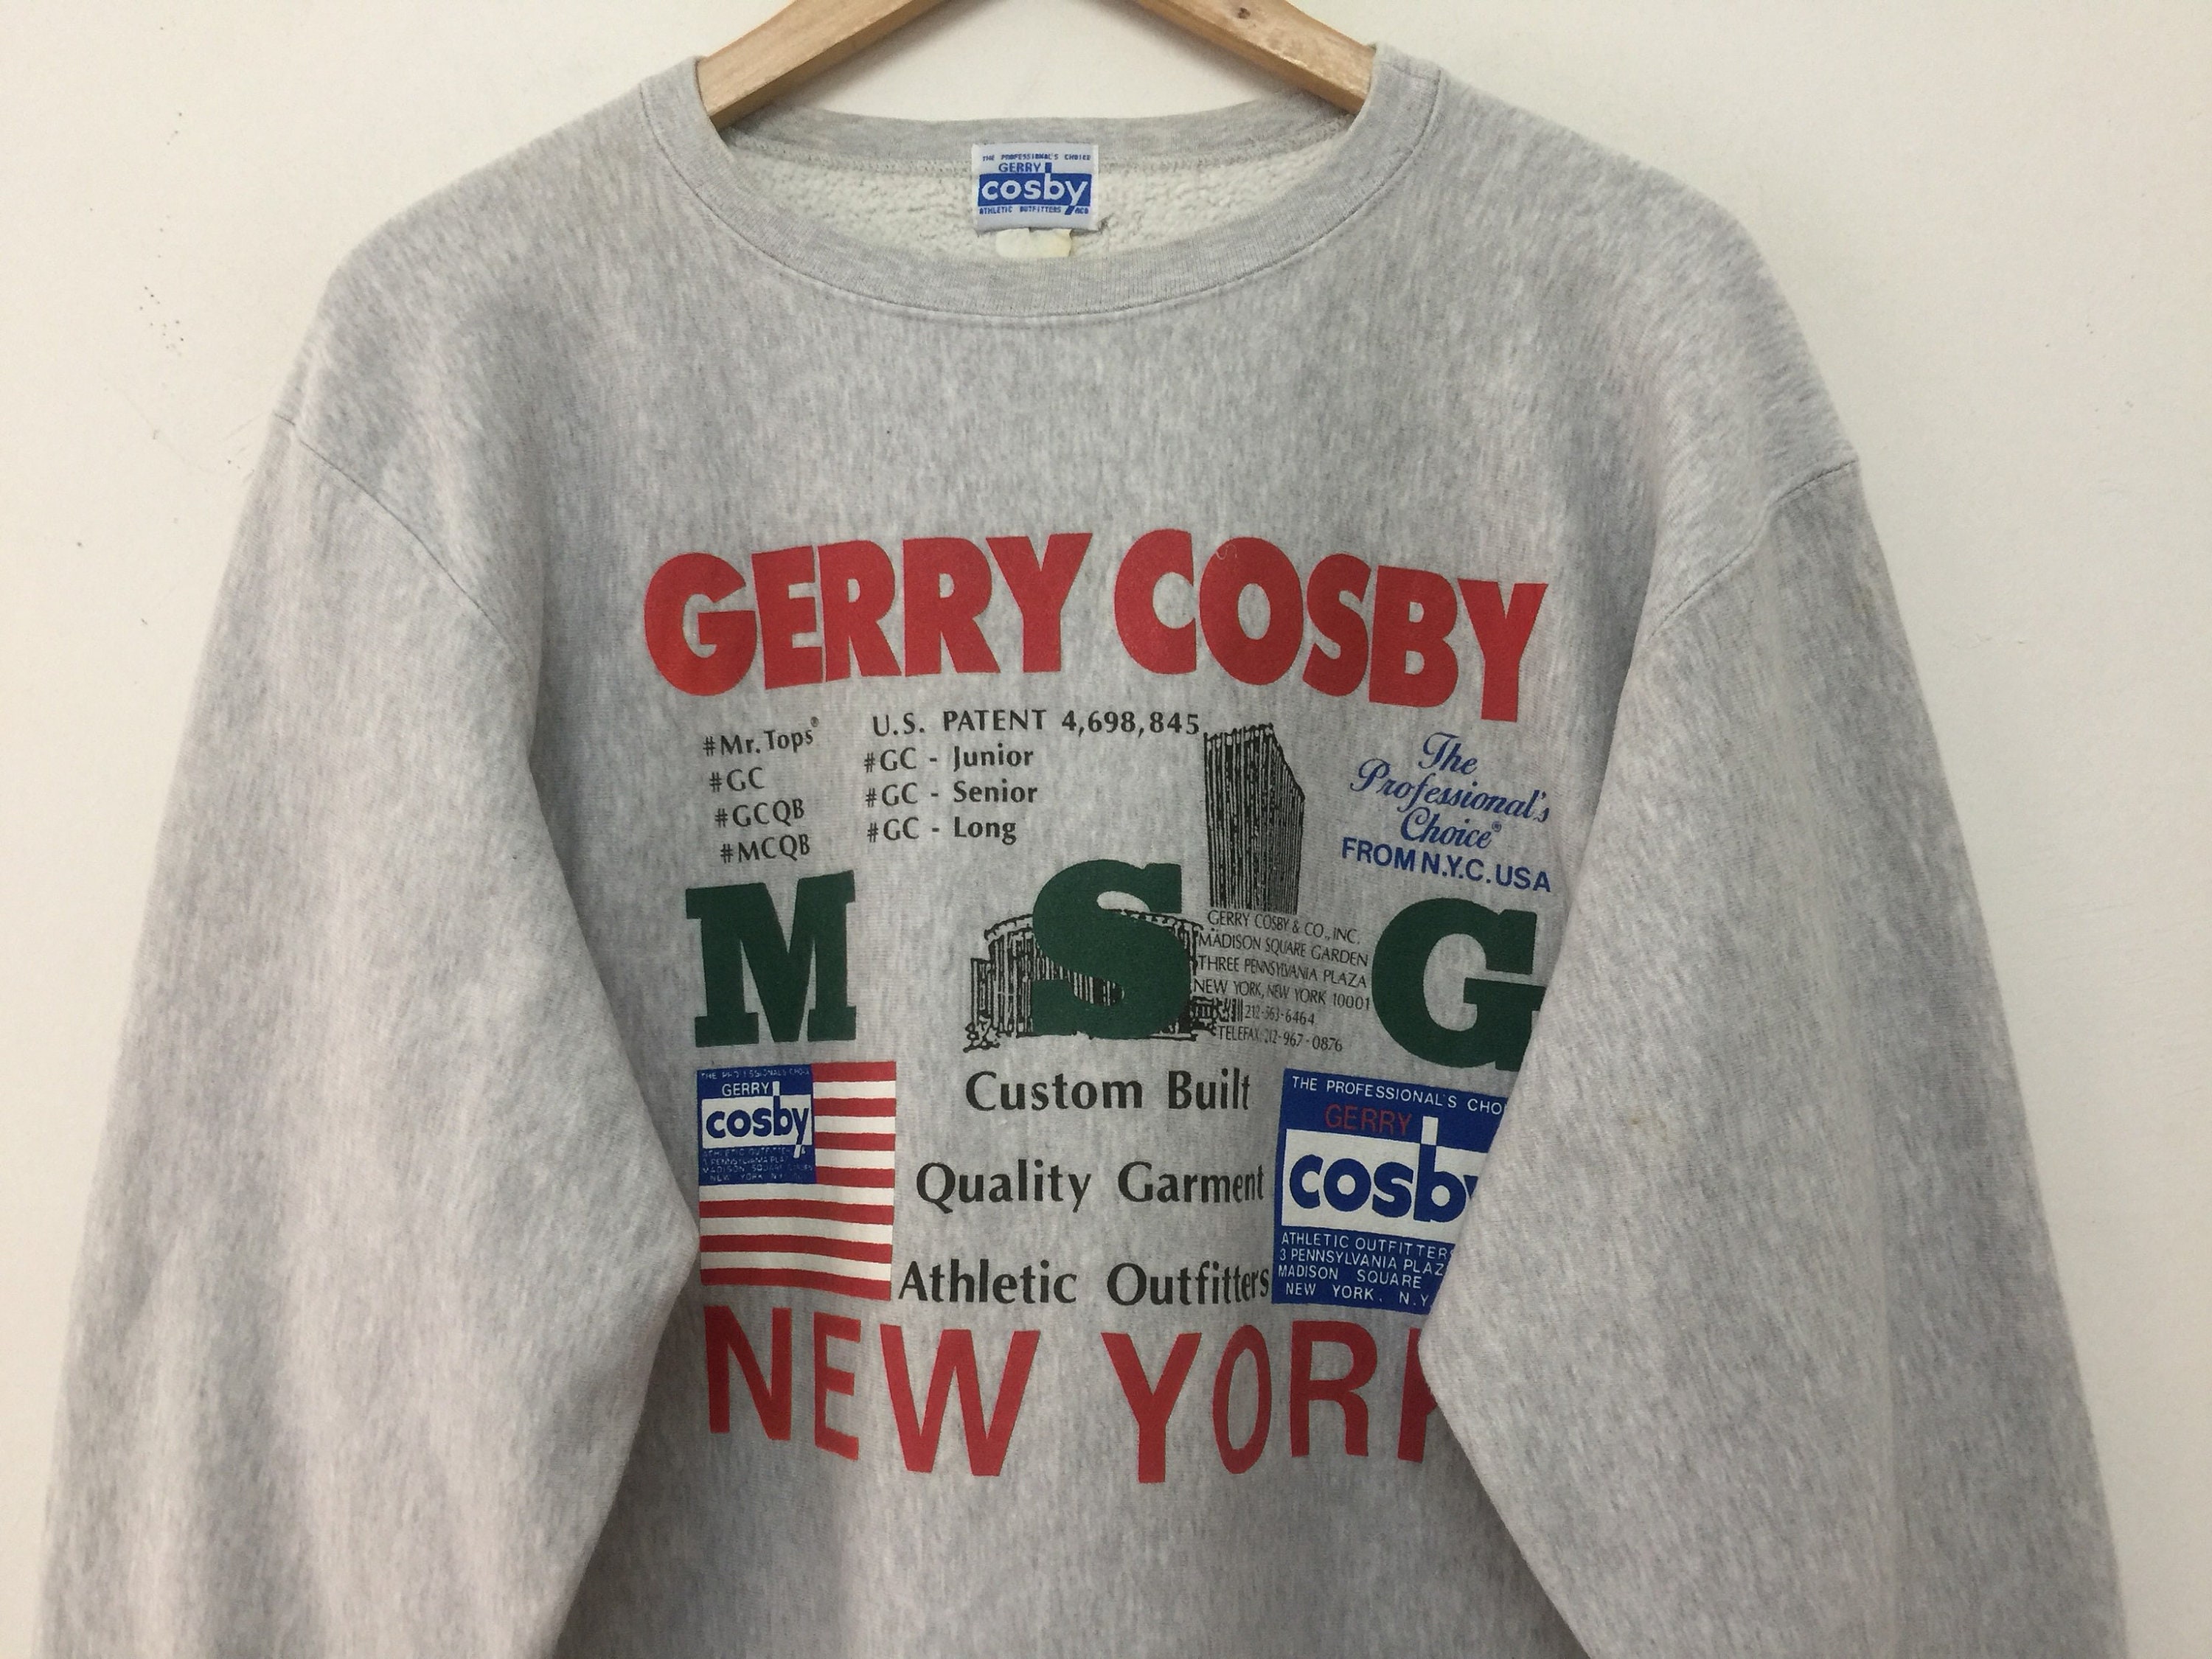 THE PROFESSIONAL'S CHOICE
GERRY
cosby
ATHLETIC OUTFITTERS
GERRY COSBY
#Mr. Tops®
#GC
#GCQB
#MCQB
U.S. PATENT 4,698,845
#GC - Junior
#GC - Senior
#GC - Long
The
Professional's
Choice®
FROM N.Y.C. USA
M S G
GERRY COSBY & CO., INC.
MADISON SQUARE GARDEN
THREE PENNSYLVANIA PLAZA
NEW YORK, NEW YORK 10001
212-563-6464
TELEFAX: 212-967-0876
GERRY
cosby
Custom Built
Quality Garment
Athletic Outfitters
THE PROFESSIONAL'S CHO
GERRY
cosby
ATHLETIC OUTFITTERS
3 PENNSYLVANIA PLAZ
MADISON SQUARE
NEW YORK, N.Y.
NEW YORK